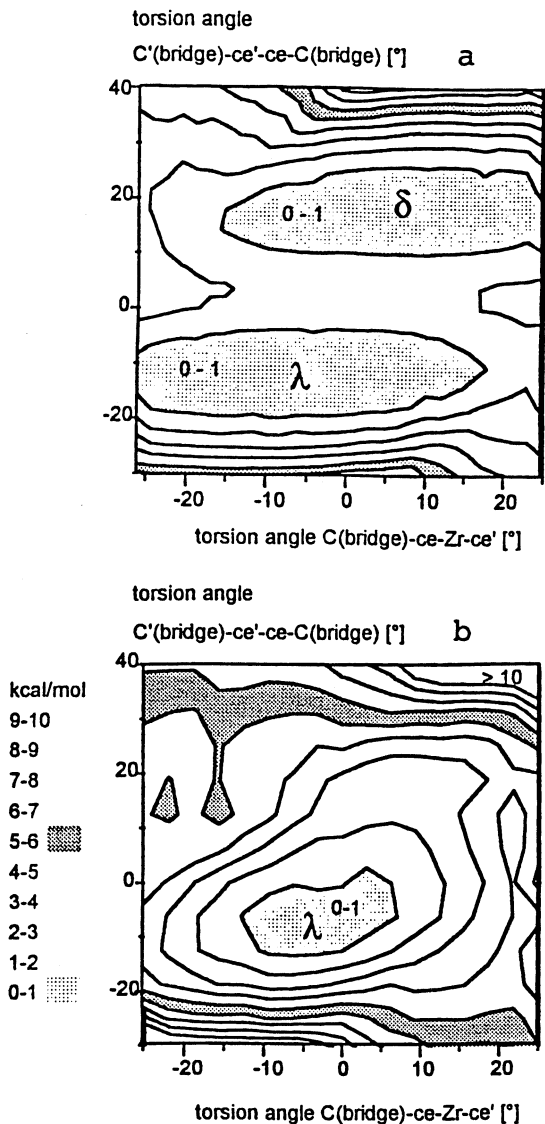 torsion angle
C'(bridge)-ce'-ce-C(bridge) [°] a
40
20
0
-20
0 - 1 δ
0 - 1 λ
-20 -10 0 10 20
torsion angle C(bridge)-ce-Zr-ce' [°]
torsion angle
C'(bridge)-ce'-ce-C(bridge) [°] b
kcal/mol
9-10
8-9
7-8
6-7
5-6
4-5
3-4
2-3
1-2
0-1
40
20
0
-20
> 10
λ 0-1
-20 -10 0 10 20
torsion angle C(bridge)-ce-Zr-ce' [°]